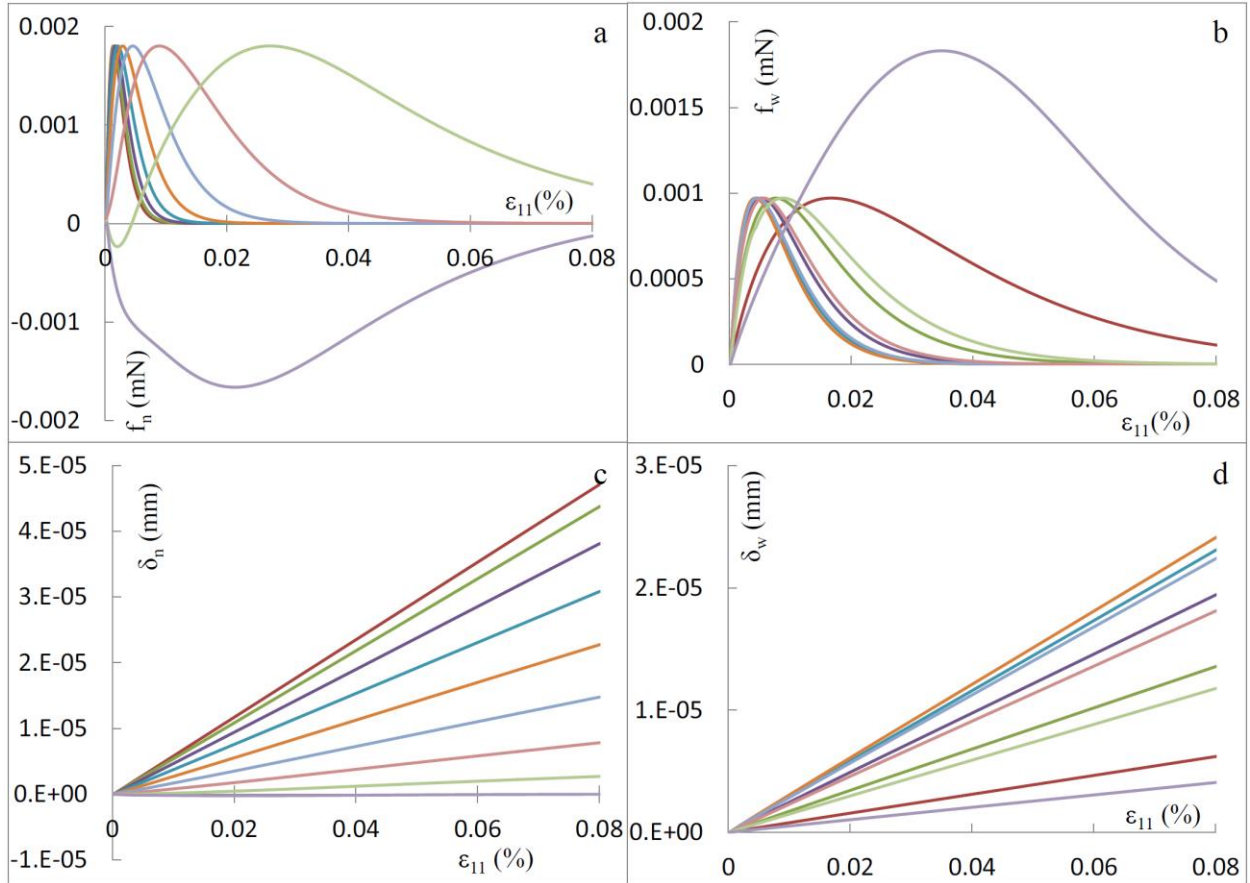 a
0.002
0.001
0
-0.001
-0.002
0 0.02 0.04 0.06 0.08
ε11(%)
fn (mN)
b
0.002
0.0015
0.001
0.0005
0
0 0.02 0.04 0.06 0.08
ε11(%)
fw (mN)
c
5.E-05
4.E-05
3.E-05
2.E-05
1.E-05
0.E+00
-1.E-05
0 0.02 0.04 0.06 0.08
ε11 (%)
δn (mm)
d
3.E-05
2.E-05
1.E-05
0.E+00
0 0.02 0.04 0.06 0.08
ε11 (%)
δw (mm)